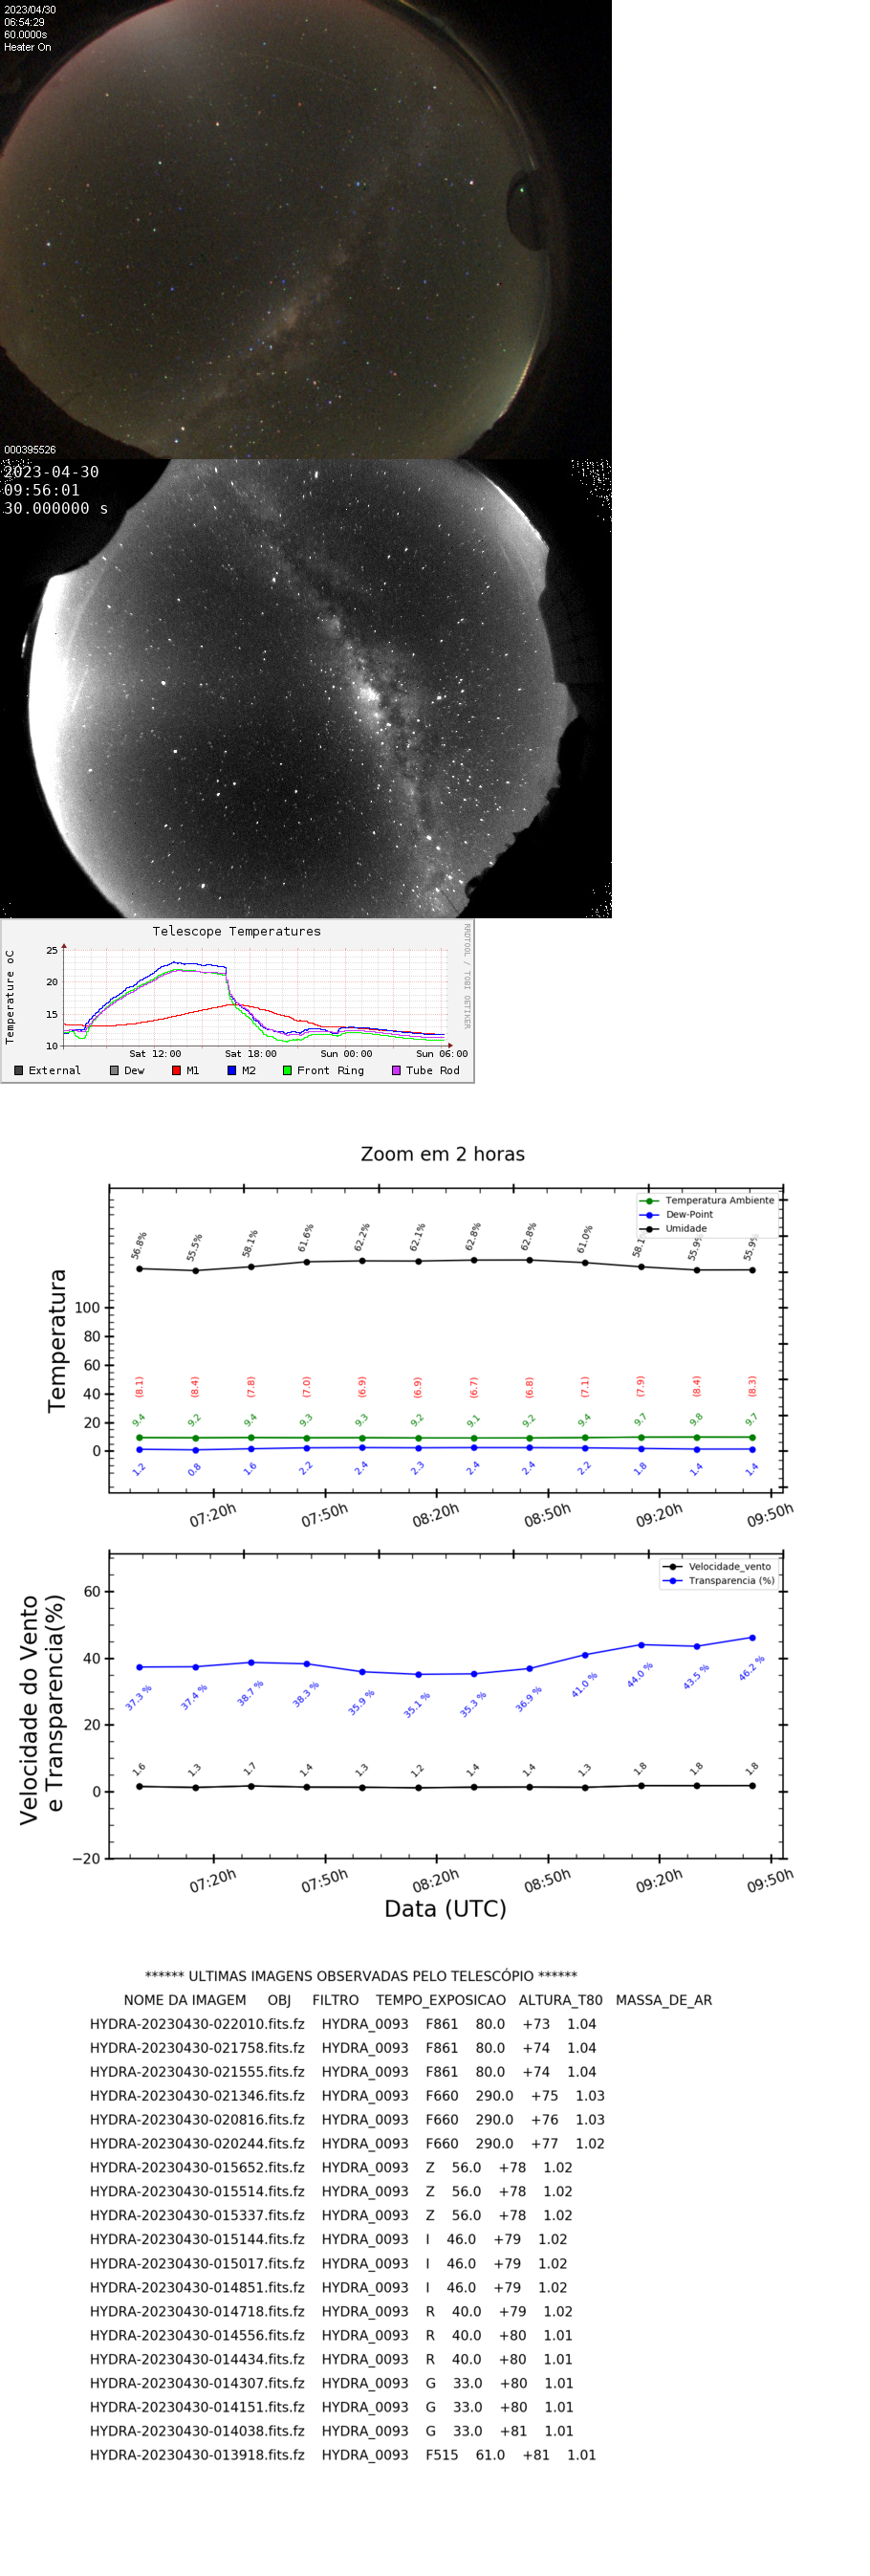 2023/04/30
06:54:29
60.0000s
Heater On
000395526
2023-04-30
09:56:01
30.000000 s
Telescope Temperatures
RRDTOOL / TOBI OETIKER
Temperature oC
25
20
15
10
Sat 12:00 Sat 18:00 Sun 00:00 Sun 06:00
External Dew M1 M2 Front Ring Tube Rod
Zoom em 2 horas
Temperatura Ambiente
Dew-Point
Umidade
56.8% 55.5% 58.1% 61.6% 62.2% 62.1% 62.8% 62.8% 61.0% 58.1 55.9% 55.9%
Temperatura
100
80
60
40
20
0
(8.1) (8.4) (7.8) (7.0) (6.9) (6.9) (6.7) (6.8) (7.1) (7.9) (8.4) (8.3)
9.4 9.2 9.4 9.3 9.3 9.2 9.1 9.2 9.4 9.7 9.8 9.7
1.2 0.8 1.6 2.2 2.4 2.3 2.4 2.4 2.2 1.8 1.4 1.4
07:20h 07:50h 08:20h 08:50h 09:20h 09:50h
Velocidade_vento
Transparencia (%)
Velocidade do Vento
e Transparencia(%)
60
40
20
0
−20
37.3 % 37.4 % 38.7 % 38.3 % 35.9 % 35.1 % 35.3 % 36.9 % 41.0 % 44.0 % 43.5 % 46.2 %
1.6 1.3 1.7 1.4 1.3 1.2 1.4 1.4 1.3 1.8 1.8 1.8
07:20h 07:50h 08:20h 08:50h 09:20h 09:50h
Data (UTC)
****** ULTIMAS IMAGENS OBSERVADAS PELO TELESCÓPIO ******
NOME DA IMAGEM OBJ FILTRO TEMPO_EXPOSICAO ALTURA_T80 MASSA_DE_AR
HYDRA-20230430-022010.fits.fz HYDRA_0093 F861 80.0 +73 1.04
HYDRA-20230430-021758.fits.fz HYDRA_0093 F861 80.0 +74 1.04
HYDRA-20230430-021555.fits.fz HYDRA_0093 F861 80.0 +74 1.04
HYDRA-20230430-021346.fits.fz HYDRA_0093 F660 290.0 +75 1.03
HYDRA-20230430-020816.fits.fz HYDRA_0093 F660 290.0 +76 1.03
HYDRA-20230430-020244.fits.fz HYDRA_0093 F660 290.0 +77 1.02
HYDRA-20230430-015652.fits.fz HYDRA_0093 Z 56.0 +78 1.02
HYDRA-20230430-015514.fits.fz HYDRA_0093 Z 56.0 +78 1.02
HYDRA-20230430-015337.fits.fz HYDRA_0093 Z 56.0 +78 1.02
HYDRA-20230430-015144.fits.fz HYDRA_0093 I 46.0 +79 1.02
HYDRA-20230430-015017.fits.fz HYDRA_0093 I 46.0 +79 1.02
HYDRA-20230430-014851.fits.fz HYDRA_0093 I 46.0 +79 1.02
HYDRA-20230430-014718.fits.fz HYDRA_0093 R 40.0 +79 1.02
HYDRA-20230430-014556.fits.fz HYDRA_0093 R 40.0 +80 1.01
HYDRA-20230430-014434.fits.fz HYDRA_0093 R 40.0 +80 1.01
HYDRA-20230430-014307.fits.fz HYDRA_0093 G 33.0 +80 1.01
HYDRA-20230430-014151.fits.fz HYDRA_0093 G 33.0 +80 1.01
HYDRA-20230430-014038.fits.fz HYDRA_0093 G 33.0 +81 1.01
HYDRA-20230430-013918.fits.fz HYDRA_0093 F515 61.0 +81 1.01